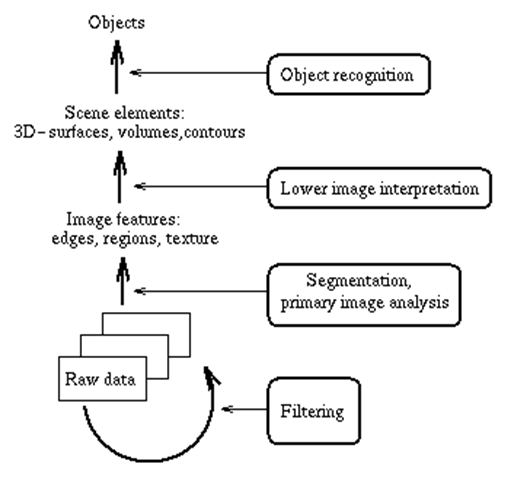 Objects
Object recognition
Scene elements:
3D-surfaces, volumes,contours
Lower image interpretation
Image features:
edges, regions, texture
Segmentation,
primary image analysis
Raw data
Filtering